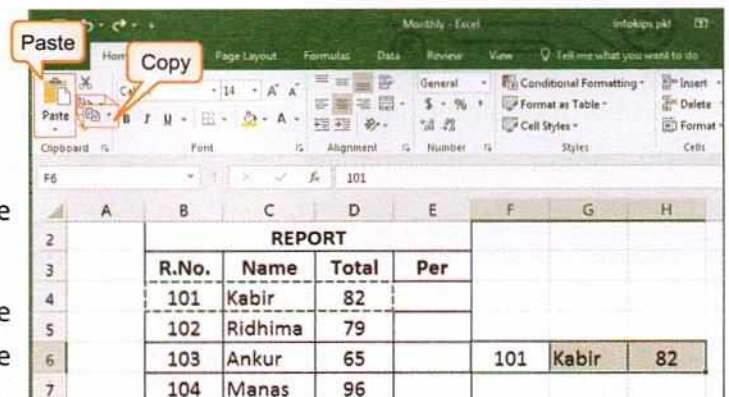 Monthly - Excel infokips pkl
Paste
Copy
Page Layout Formulas Data Review View Tell me what you want to do
14 A A General Conditional Formatting Insert
Paste B I U A $ - % Format as Table Delete
Cell Styles Format
Clipboard Font Alignment Number Styles Cells
F6 fx 101
A B C D E F G H
2 REPORT
3 R.No. Name Total Per
4 101 Kabir 82
5 102 Ridhima 79
6 103 Ankur 65 101 Kabir 82
7 104 Manas 96
e
e
e